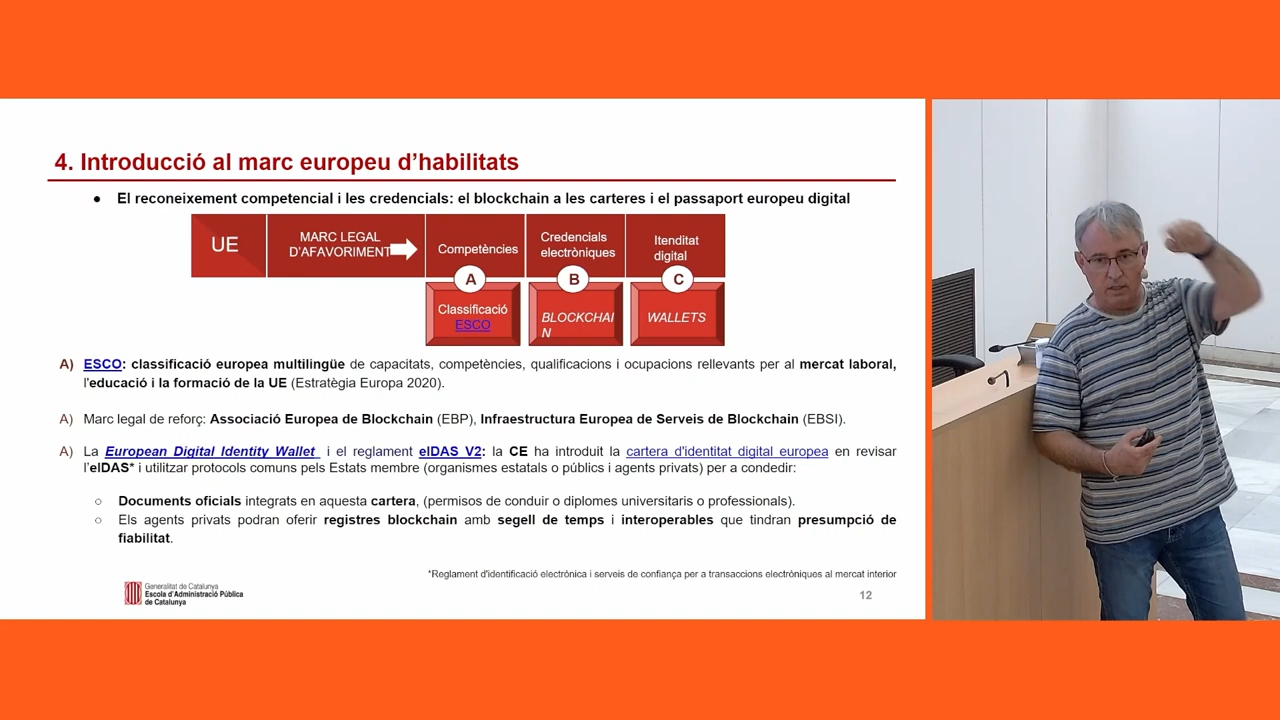 4. Introducció al marc europeu d’habilitats
● El reconeixement competencial i les credencials: el blockchain a les carteres i el passaport europeu digital
UE
MARC LEGAL
D’AFAVORIMENT
Competències
Credencials
electròniques
Itenditat
digital
A
B
C
Classificació
ESCO
BLOCKCHAI
N
WALLETS
A) ESCO: classificació europea multilingüe de capacitats, competències, qualificacions i ocupacions rellevants per al mercat laboral,
l'educació i la formació de la UE (Estratègia Europa 2020).
A) Marc legal de reforç: Associació Europea de Blockchain (EBP), Infraestructura Europea de Serveis de Blockchain (EBSI).
A) La European Digital Identity Wallet i el reglament eIDAS V2: la CE ha introduit la cartera d'identitat digital europea en revisar
l’eIDAS* i utilitzar protocols comuns pels Estats membre (organismes estatals o públics i agents privats) per a condedir:
○ Documents oficials integrats en aquesta cartera, (permisos de conduir o diplomes universitaris o professionals).
○ Els agents privats podran oferir registres blockchain amb segell de temps i interoperables que tindran presumpció de
fiabilitat.
*Reglament d'identificació electrònica i serveis de confiança per a transaccions electròniques al mercat interior
Generalitat de Catalunya
Escola d'Administració Pública
de Catalunya
12